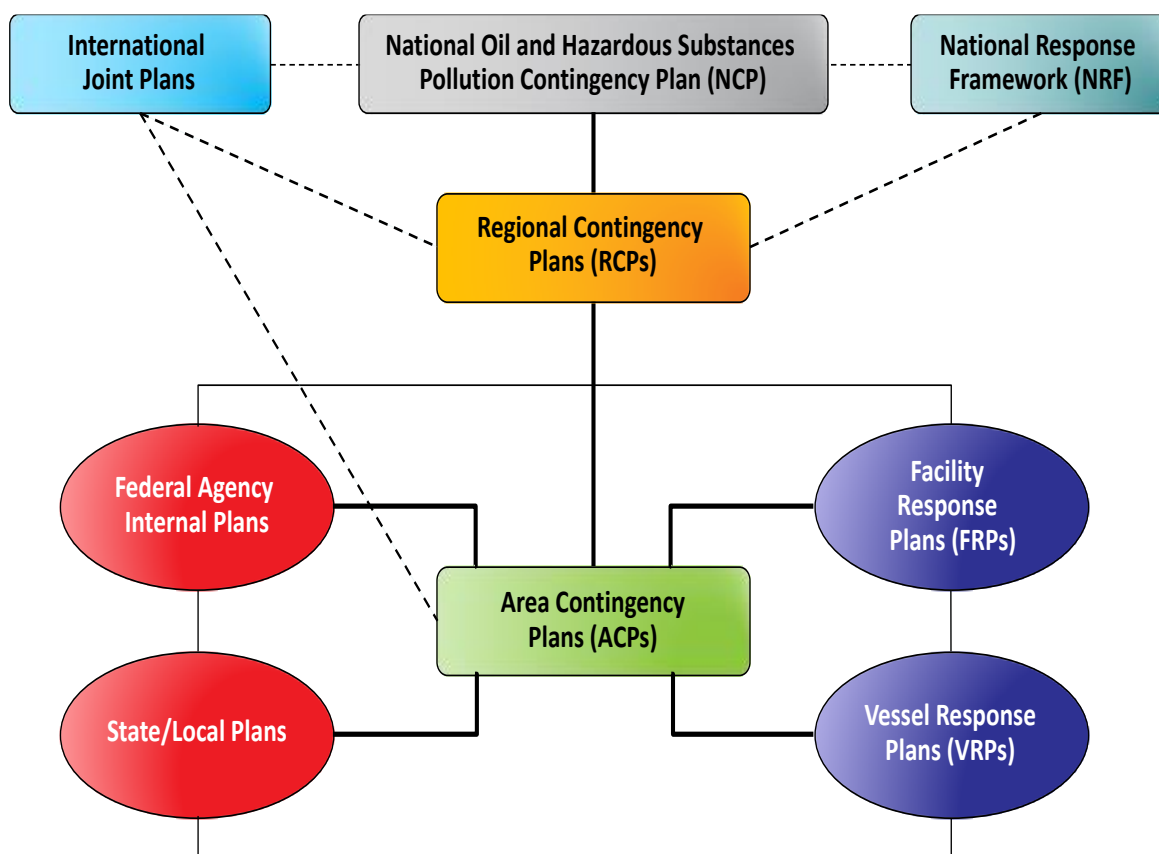 International
Joint Plans
National Oil and Hazardous Substances
Pollution Contingency Plan (NCP)
National Response
Framework (NRF)
Regional Contingency
Plans (RCPs)
Federal Agency
Internal Plans
Facility
Response
Plans (FRPs)
Area Contingency
Plans (ACPs)
State/Local Plans
Vessel Response
Plans (VRPs)